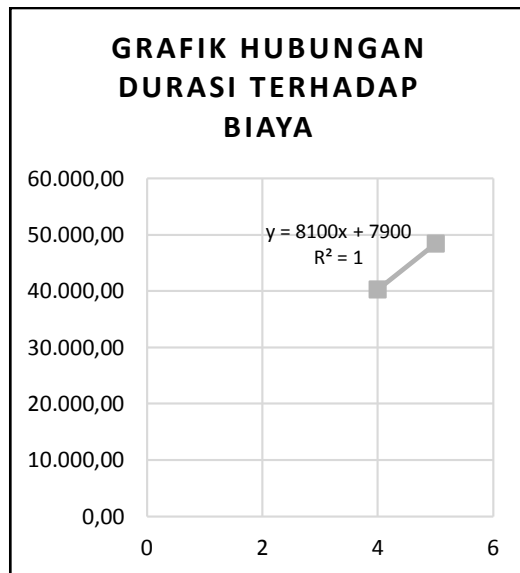 GRAFIK HUBUNGAN
DURASI TERHADAP
BIAYA
60.000,00
50.000,00
40.000,00
30.000,00
20.000,00
10.000,00
0,00
y = 8100x + 7900
R² = 1
0 2 4 6